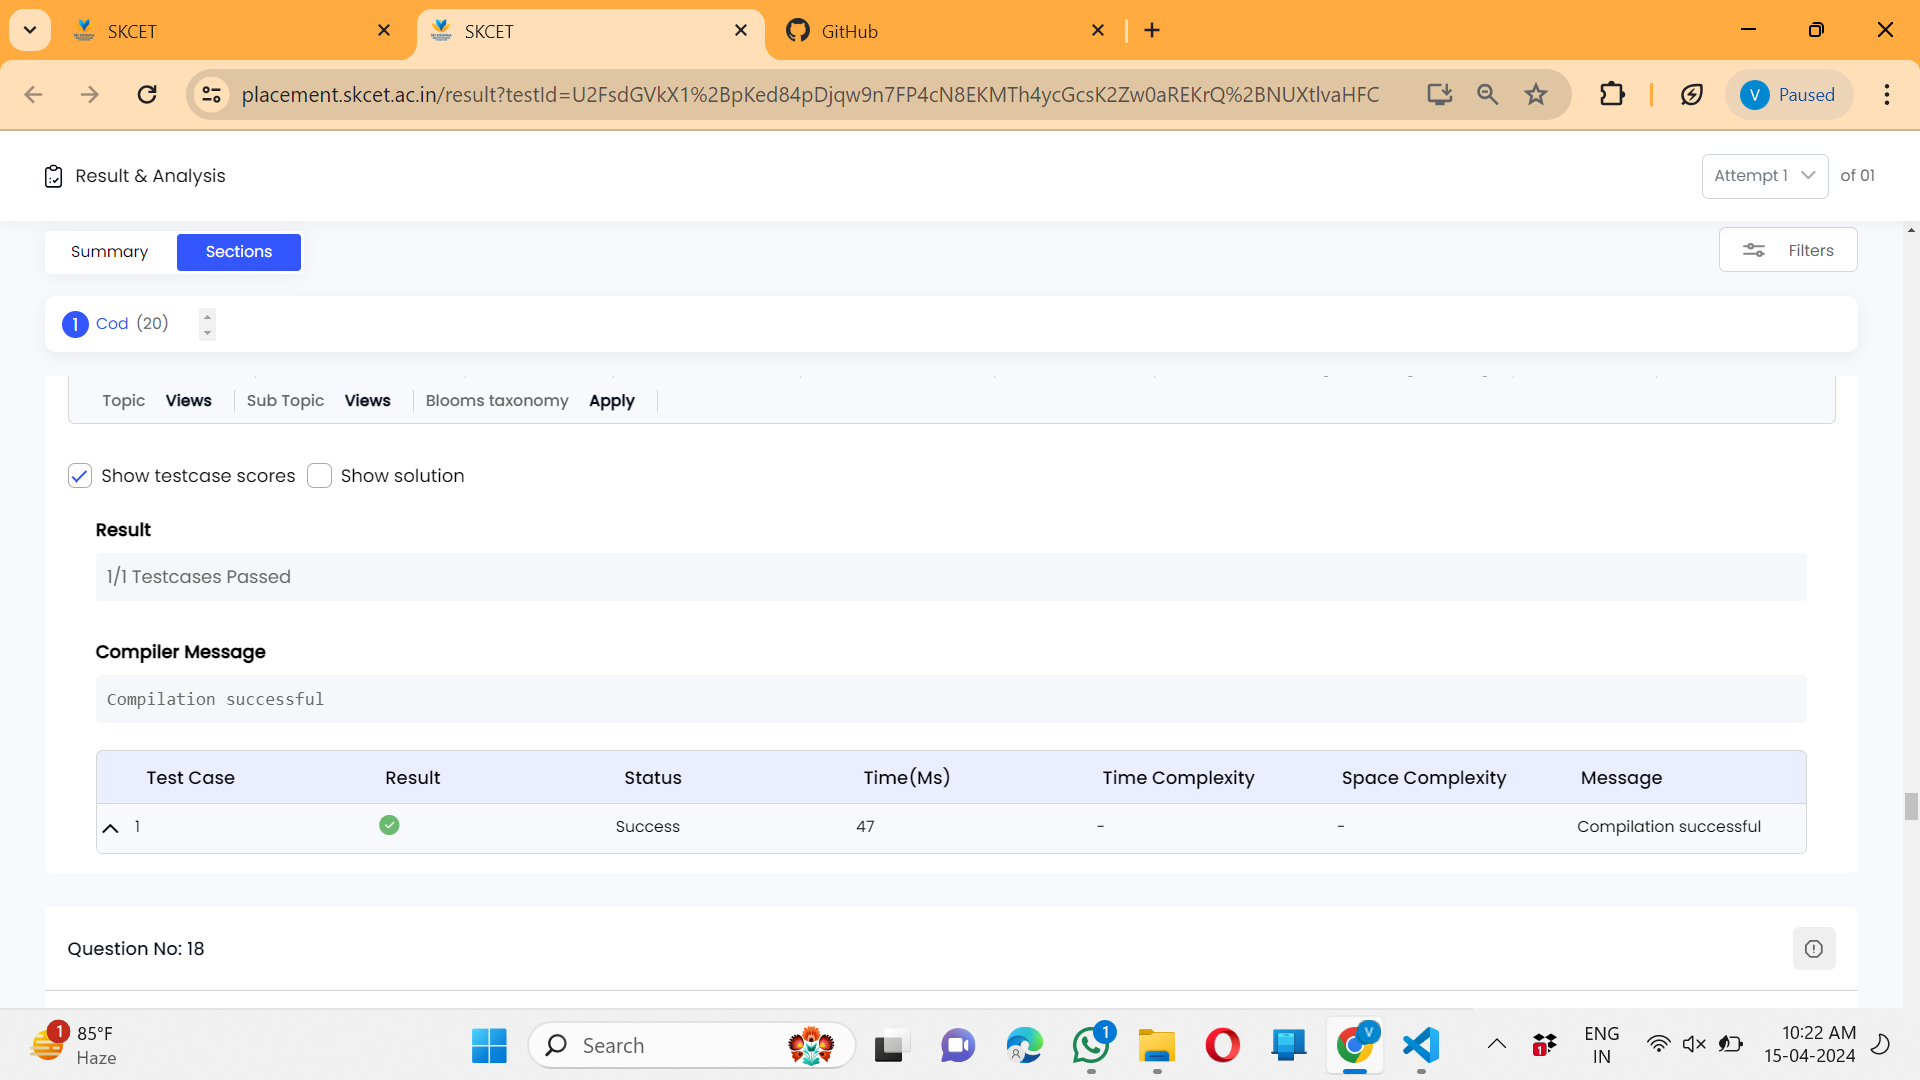 SKCET
SKCET
GitHub
placement.skcet.ac.in/result?testId=U2FsdGVkX1%2BpKed84pDjqw9n7FP4cN8EKMTh4ycGcsK2Zw0aREKrQ%2BNUXtlvaHFC
V Paused
Result & Analysis
Attempt 1 of 01
Summary Sections
Filters
1 Cod (20)
Topic Views Sub Topic Views Blooms taxonomy Apply
Show testcase scores Show solution
Result
1/1 Testcases Passed
Compiler Message
Compilation successful
Test Case Result Status Time(Ms) Time Complexity Space Complexity Message
1 Success 47 - - Compilation successful
Question No: 18
1 85°F
Haze
Search
1
V
1
ENG
IN
10:22 AM
15-04-2024